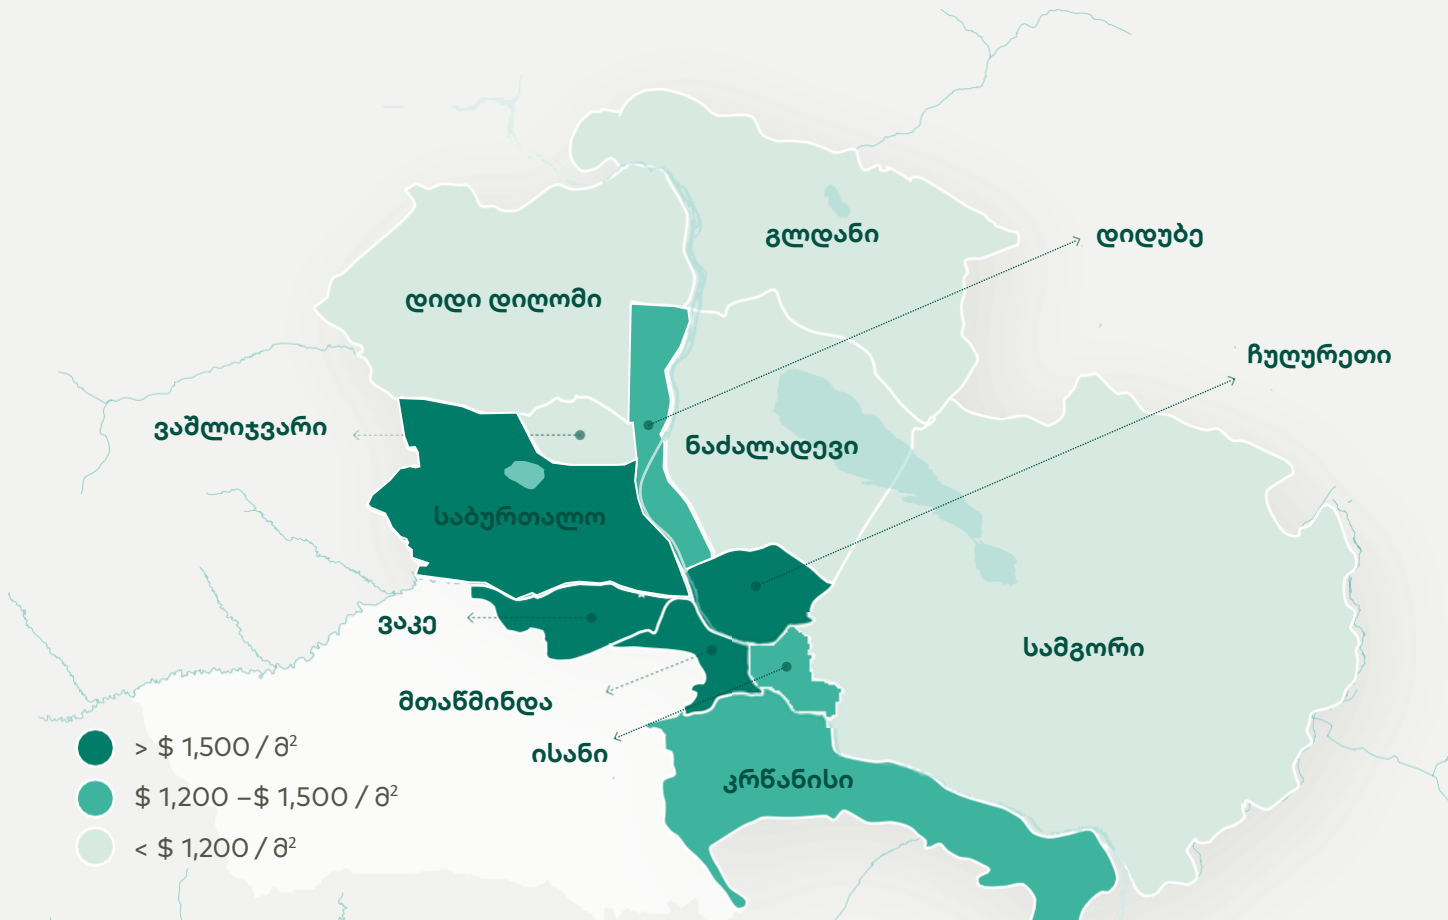 გლდანი
დიდუბე
დიდი დიღომი
ჩუღურეთი
ვაშლიჯვარი
ნაძალადევი
საბურთალო
ვაკე
სამგორი
მთაწმინდა
ისანი
კრწანისი
> $ 1,500 / მ²
$ 1,200 –$ 1,500 / მ²
< $ 1,200 / მ²